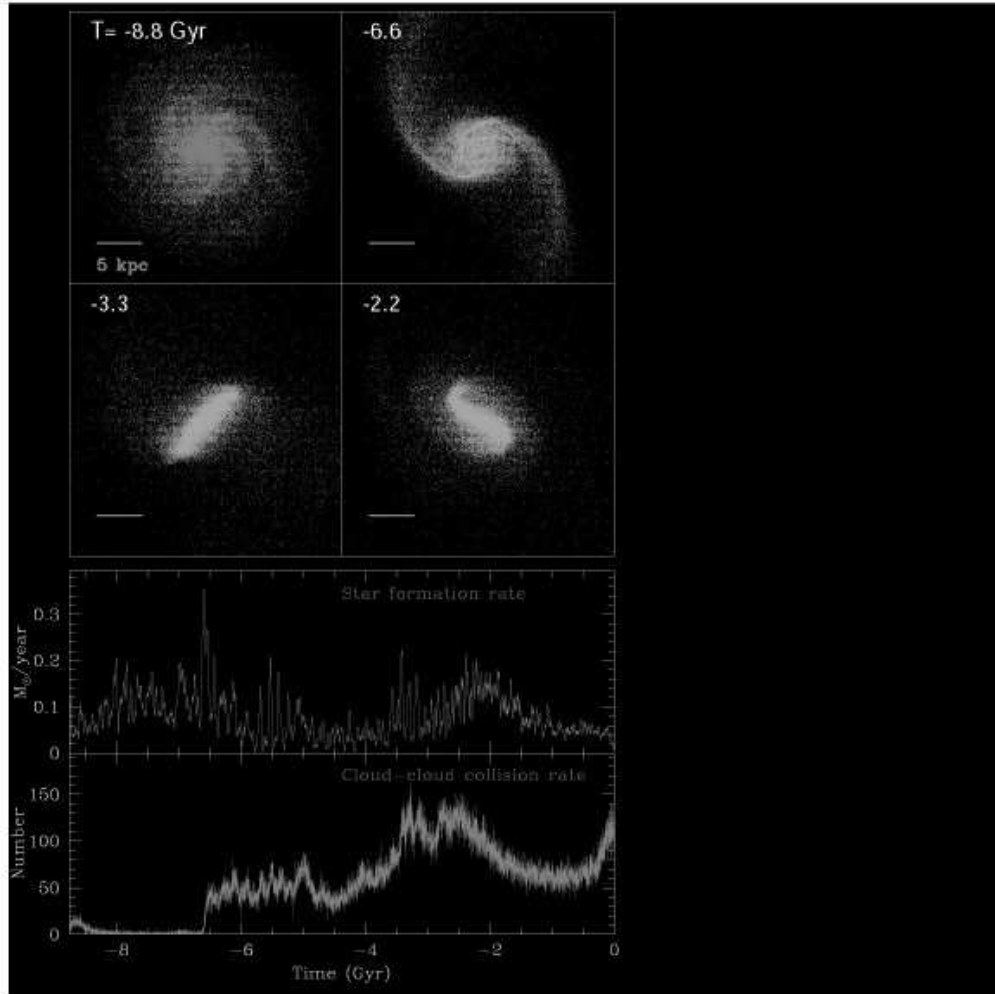 T= -8.8 Gyr
-6.6
5 kpc
-3.3
-2.2
Star formation rate
M⊙/year
0.3
0.2
0.1
0
Cloud-cloud collision rate
Number
150
100
50
0
−8
−6
−4
−2
0
Time (Gyr)